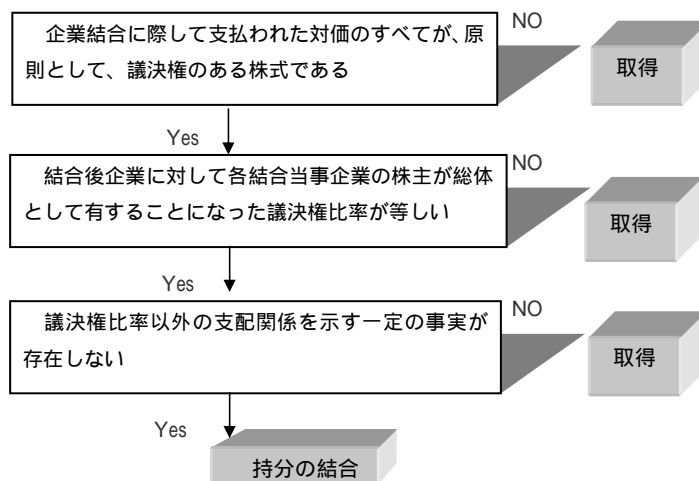 企業結合に際して支払われた対価のすべてが、原
則として、議決権のある株式である
NO
取得
Yes
結合後企業に対して各結合当事企業の株主が総体
として有することになった議決権比率が等しい
NO
取得
Yes
議決権比率以外の支配関係を示す一定の事実が
存在しない
NO
取得
Yes
持分の結合